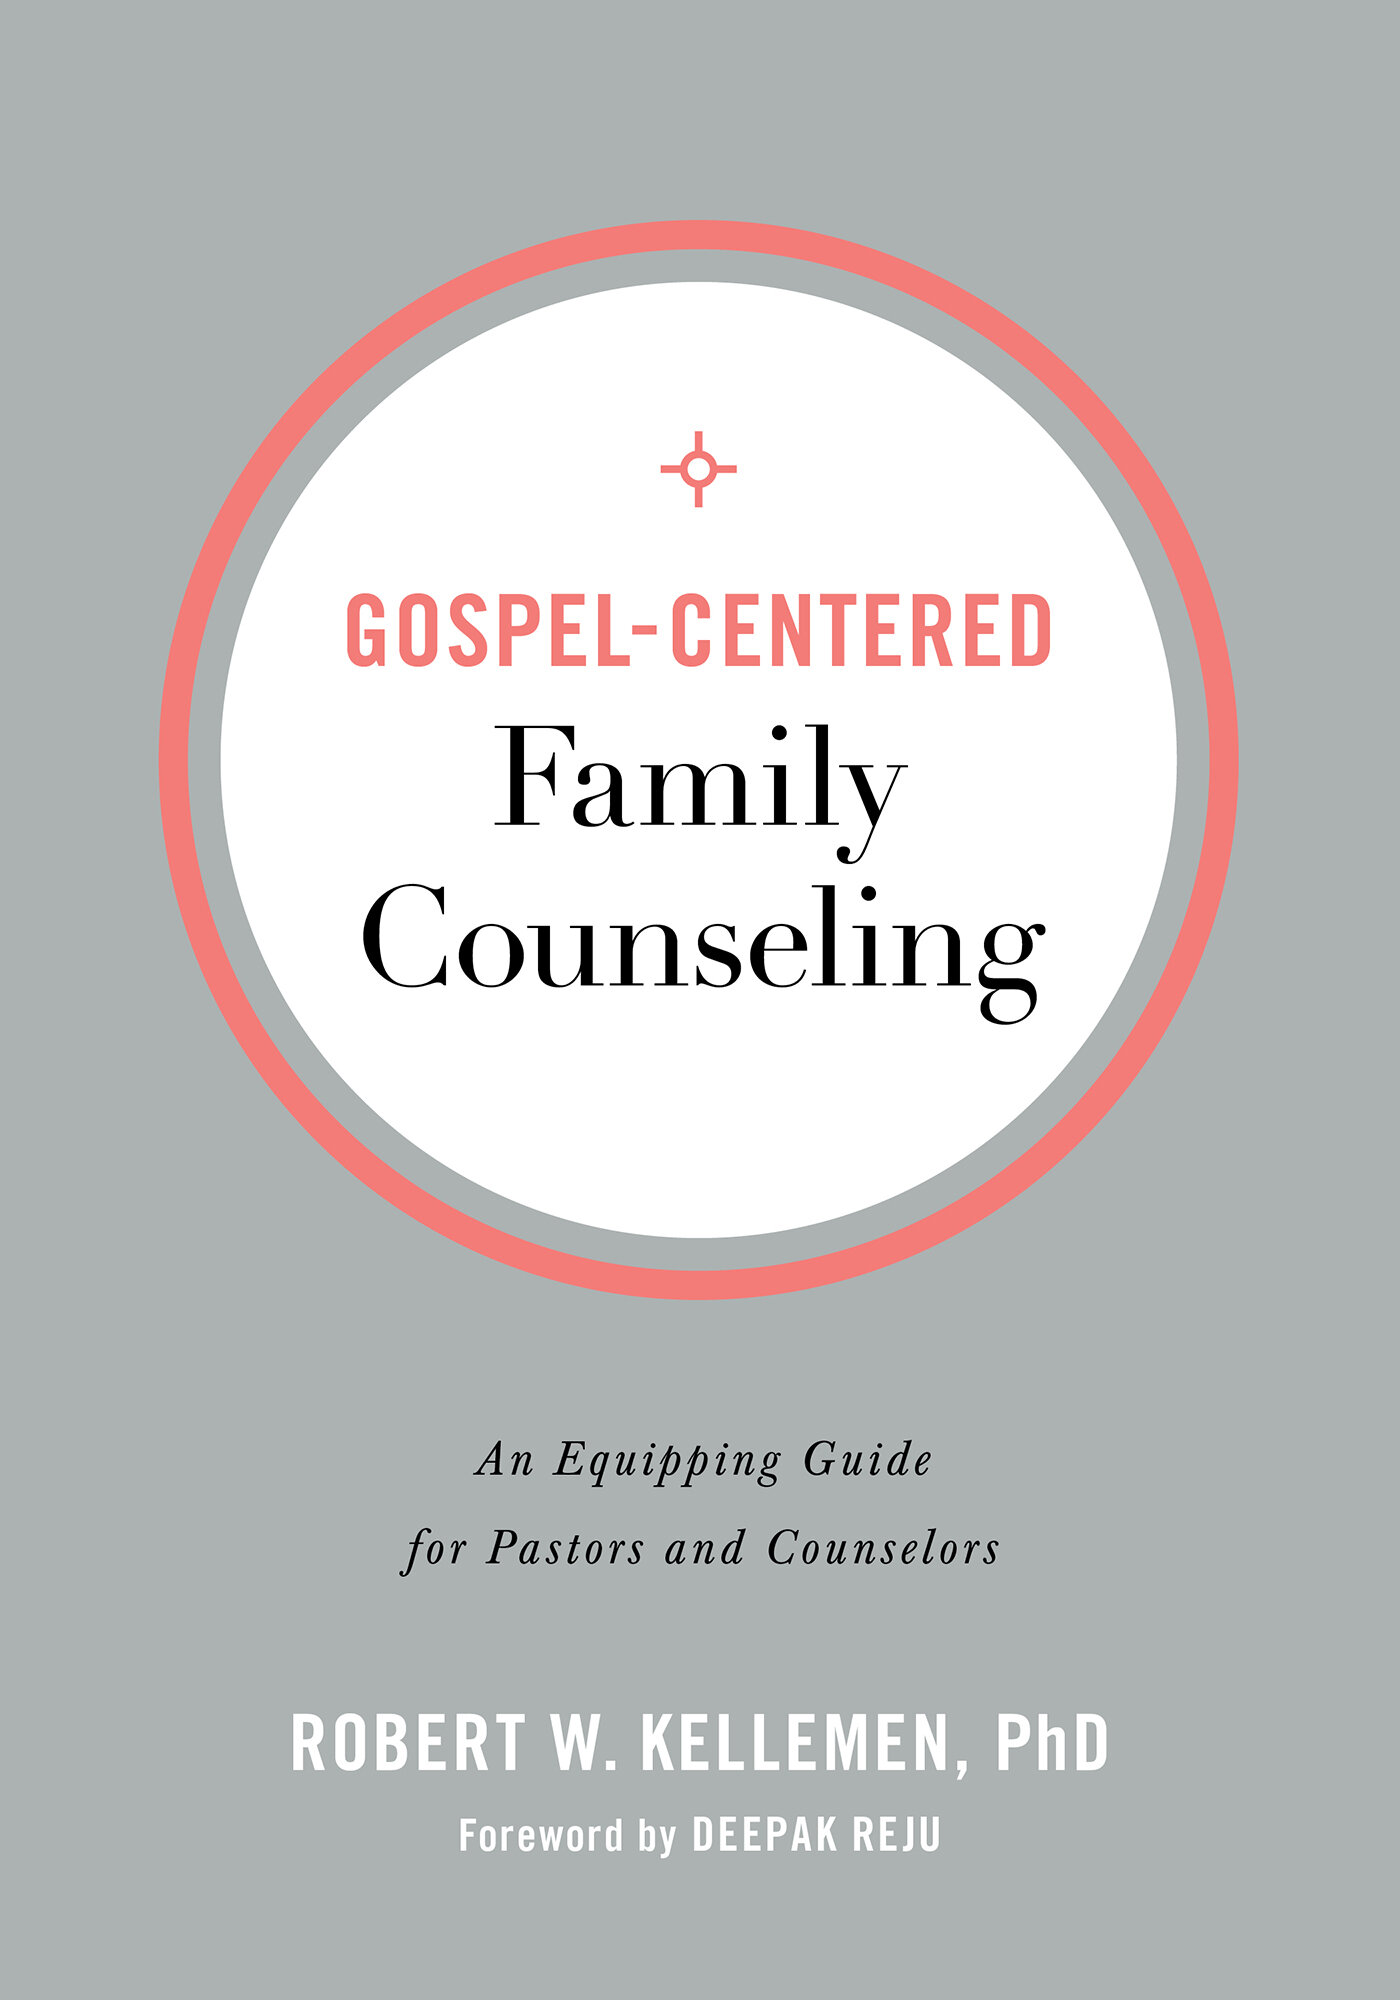 GOSPEL-CENTERED
Family
Counseling
An Equipping Guide
for Pastors and Counselors
ROBERT W. KELLEMEN, PhD
Foreword by DEEPAK REJU